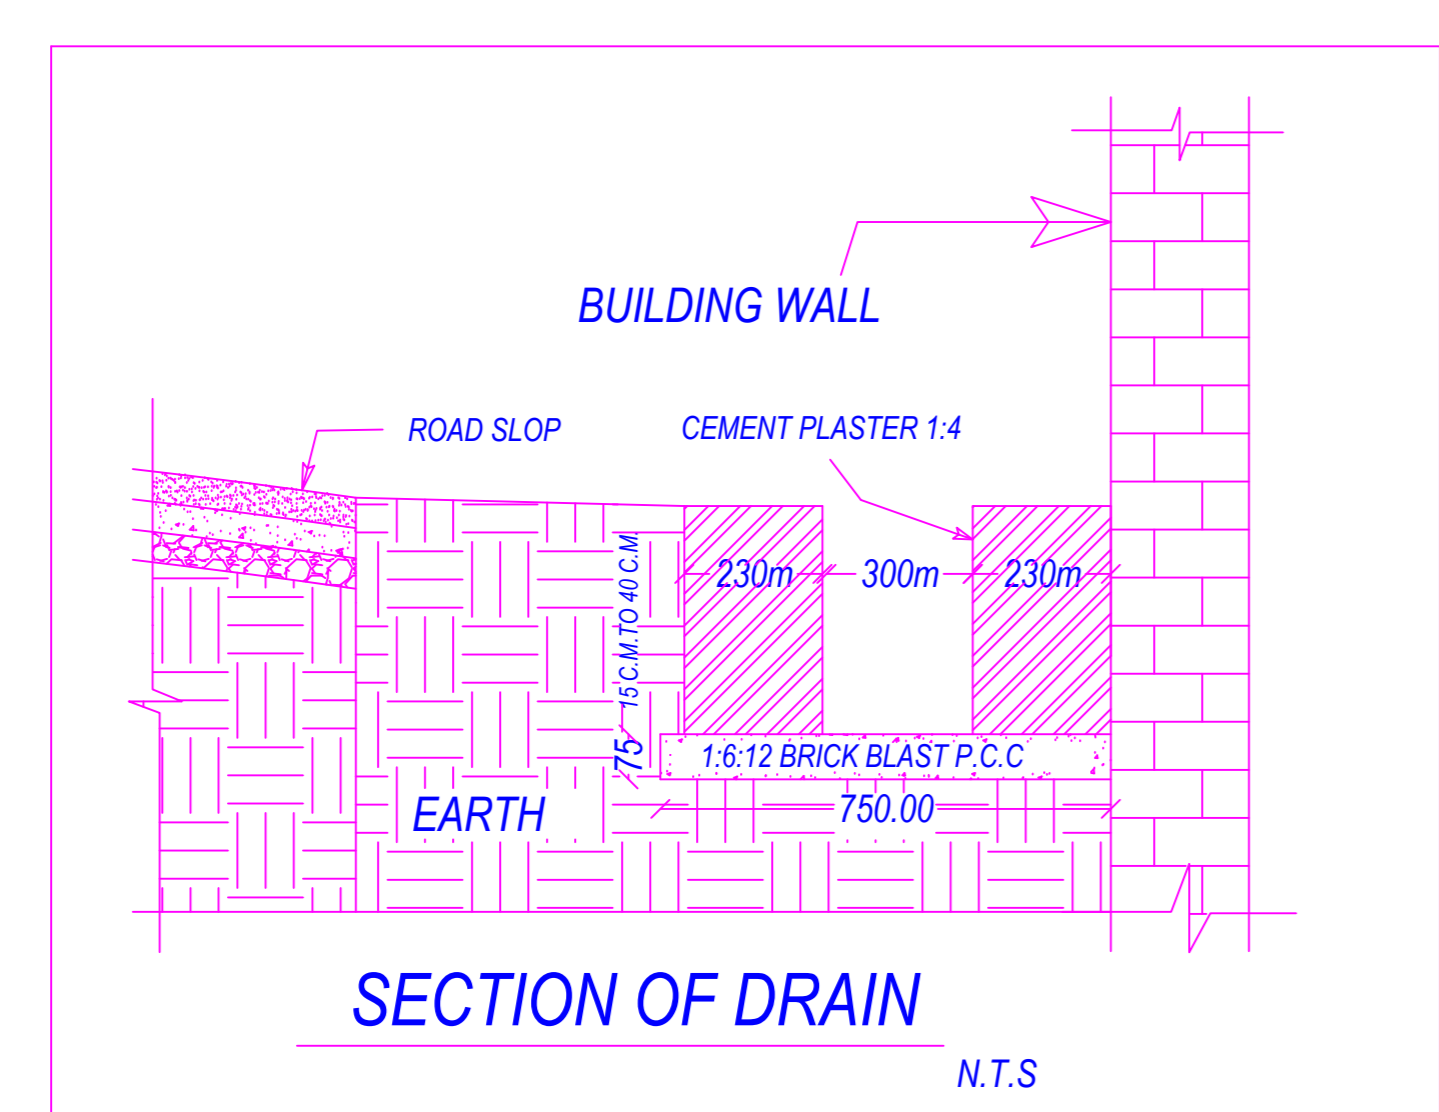 BUILDING WALL
ROAD SLOP
CEMENT PLASTER 1:4
230m
300m
230m
15 C.M.TO 40 C.M.
75
1:6:12 BRICK BLAST P.C.C
750.00
EARTH
SECTION OF DRAIN
N.T.S